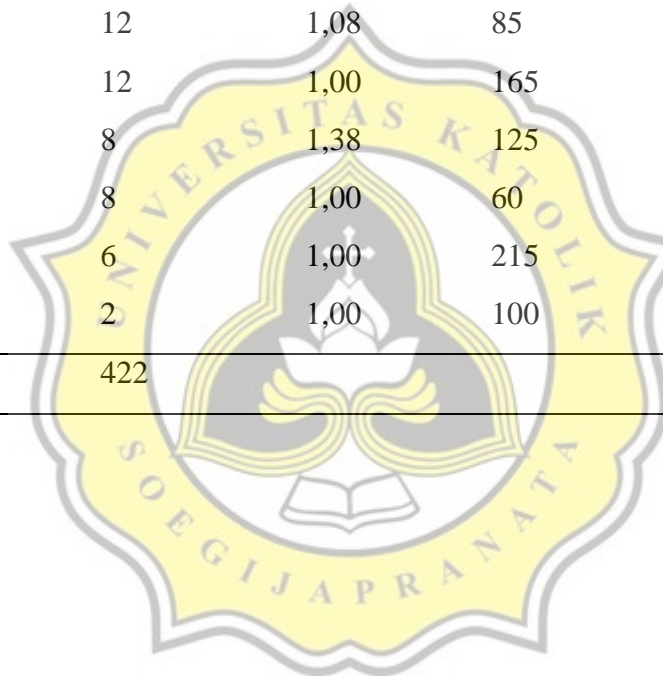 12 1,08 85
12 1,00 165
8 1,38 125
8 1,00 60
6 1,00 215
2 1,00 100
422
UNIVERSITAS KATOLIK
SOEGIJAPRANATA